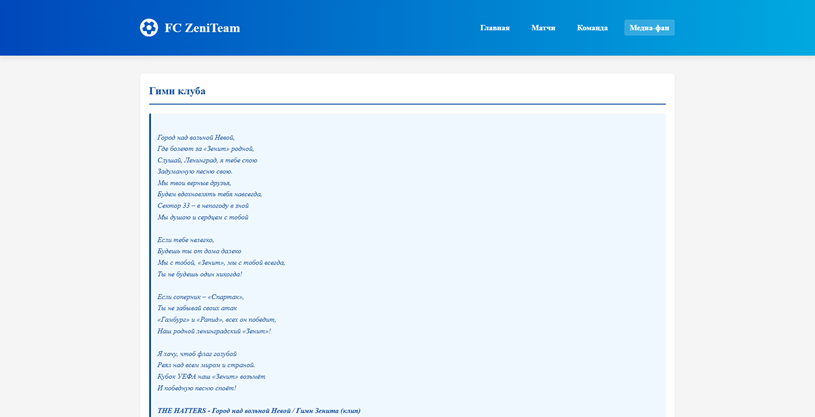 FC ZeniTeam
Главная
Матчи
Команда
Медиа-фан
Гимн клуба
Город над вольной Невой,
Где болеют за «Зенит» родной,
Слушай, Ленинград, я тебе спою
Задушевную песню свою.
Мы твои верные друзья,
Будем вдохновлять тебя навсегда,
Сектор 33 – в непогоду в зной
Мы душою и сердцем с тобой
Если тебе нелегко,
Будешь ты от дома далеко
Мы с тобой, «Зенит», мы с тобой всегда,
Ты не будешь один никогда!
Если соперник – «Спартак»,
Ты не забывай своих атак
«Гамбург» и «Рапид», всех он победит,
Наш родной ленинградский «Зенит»!
Я хочу, чтоб флаг голубой
Реял над всем миром и страной.
Кубок УЕФА наш «Зенит» возьмёт
И победную песню споёт!
THE HATTERS - Город над вольной Невой / Гимн Зенита (клип)